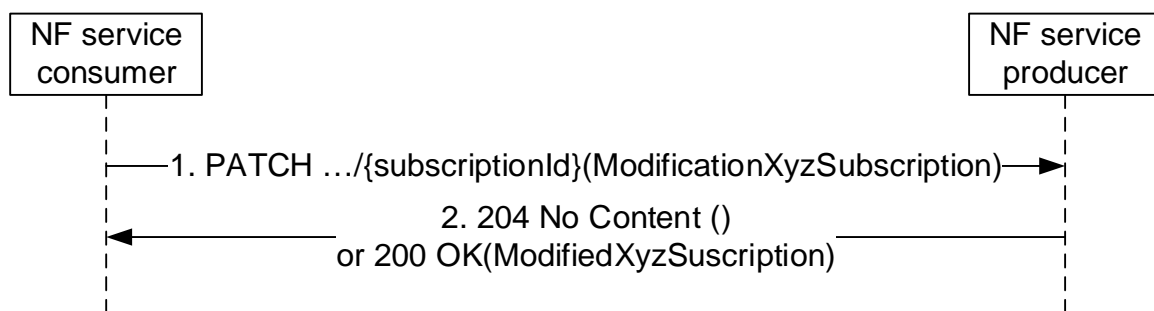 NF service
consumer
NF service
producer
1. PATCH …/{subscriptionId}(ModificationXyzSubscription)
2. 204 No Content ()
or 200 OK(ModifiedXyzSuscription)